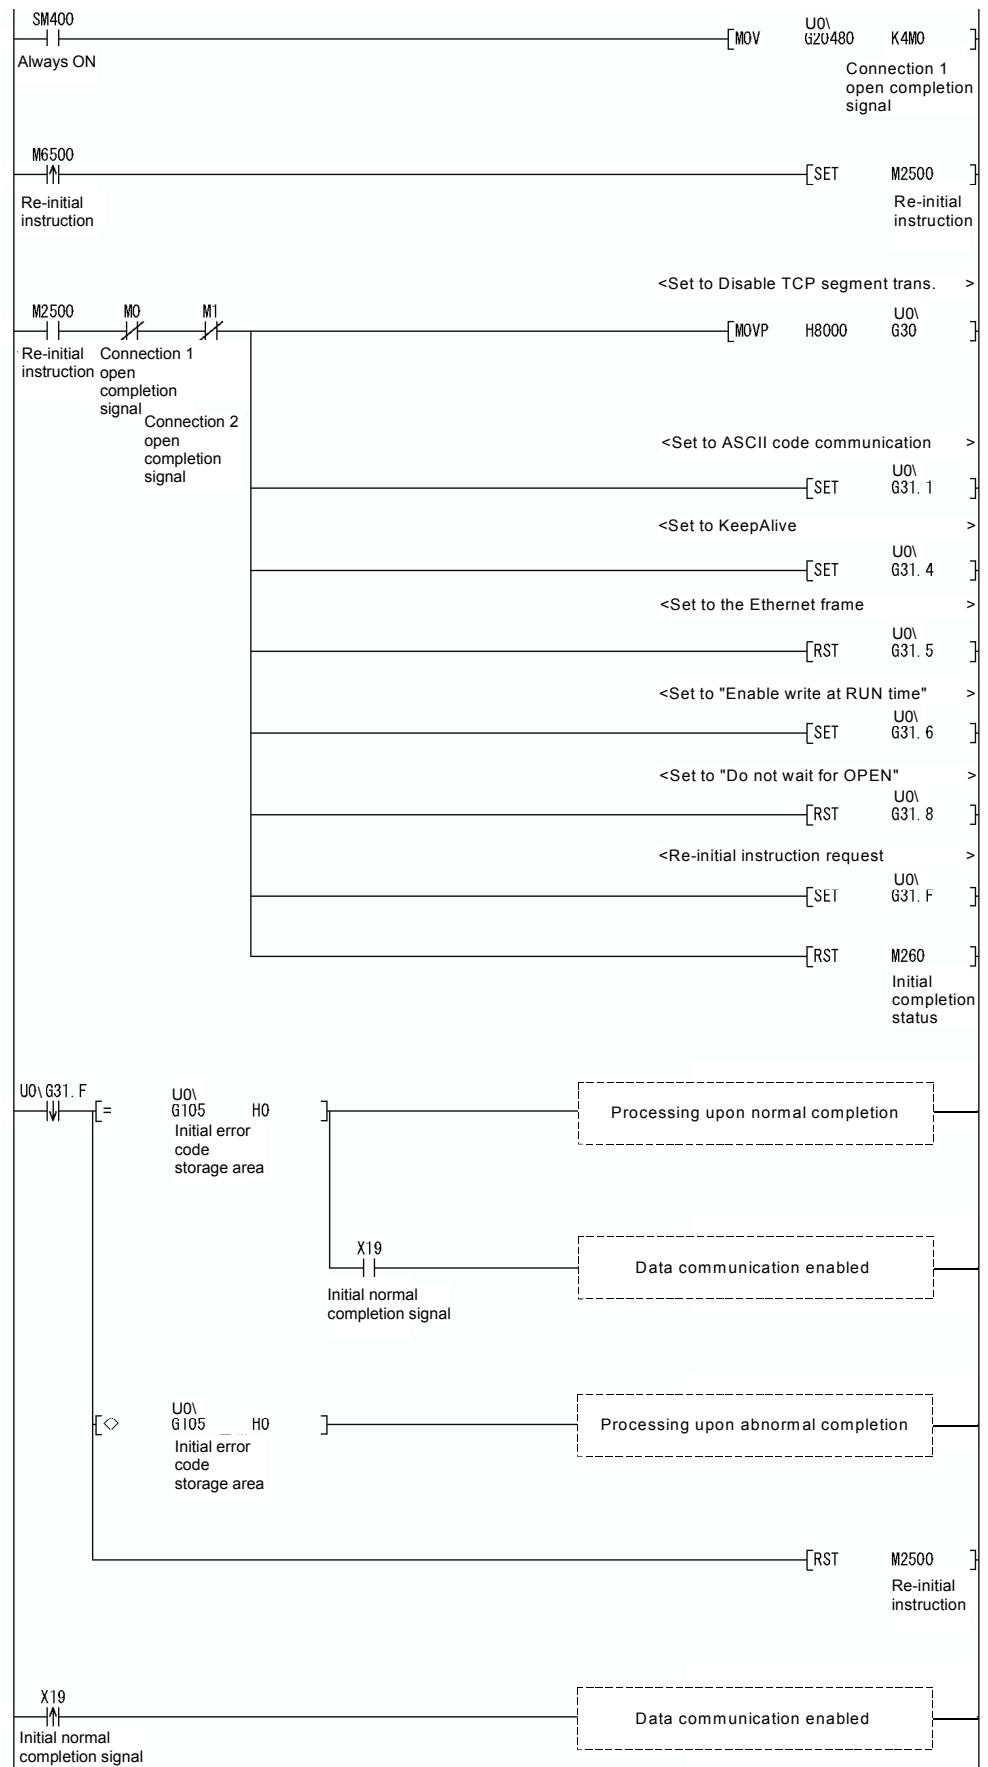 SM400
Always ON
U0\
[MOV G20480 K4M0 ]
Connection 1
open completion
signal
M6500
Re-initial
instruction
[SET M2500 ]
Re-initial
instruction
<Set to Disable TCP segment trans. >
M2500 M0 M1
Re-initial
instruction
Connection 1
open
completion
signal
Connection 2
open
completion
signal
U0\
[MOVP H8000 G30 ]
<Set to ASCII code communication >
U0\
[SET G31.1 ]
<Set to KeepAlive >
U0\
[SET G31.4 ]
<Set to the Ethernet frame >
U0\
[RST G31.5 ]
<Set to "Enable write at RUN time" >
U0\
[SET G31.6 ]
<Set to "Do not wait for OPEN" >
U0\
[RST G31.8 ]
<Re-initial instruction request >
U0\
[SET G31.F ]
[RST M260 ]
Initial
completion
status
U0\G31.F
U0\
[= G105 H0 ]
Initial error
code
storage area
Processing upon normal completion
X19
Initial normal
completion signal
Data communication enabled
U0\
[<> G105 H0 ]
Initial error
code
storage area
Processing upon abnormal completion
[RST M2500 ]
Re-initial
instruction
X19
Initial normal
completion signal
Data communication enabled